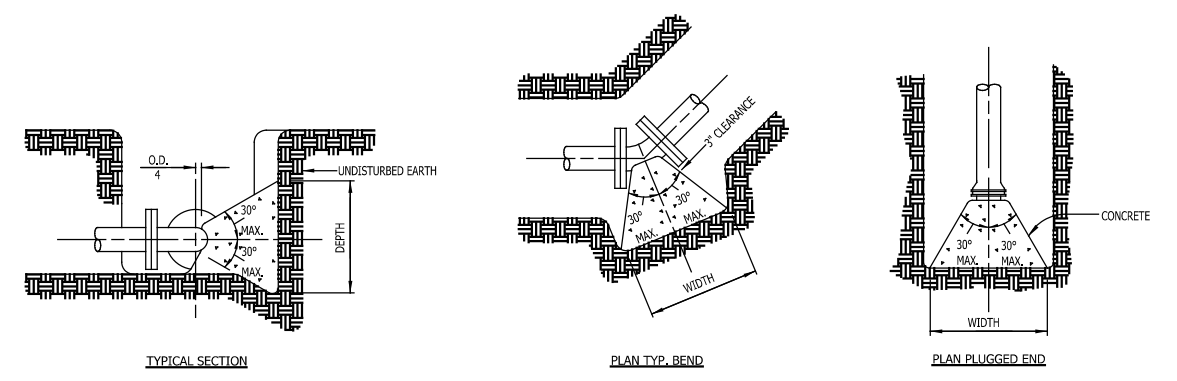 O.D.
4
UNDISTURBED EARTH
30°
MAX.
30°
MAX.
DEPTH
TYPICAL SECTION
3" CLEARANCE
30°
MAX.
30°
MAX.
WIDTH
PLAN TYP. BEND
CONCRETE
30°
MAX.
30°
MAX.
WIDTH
PLAN PLUGGED END